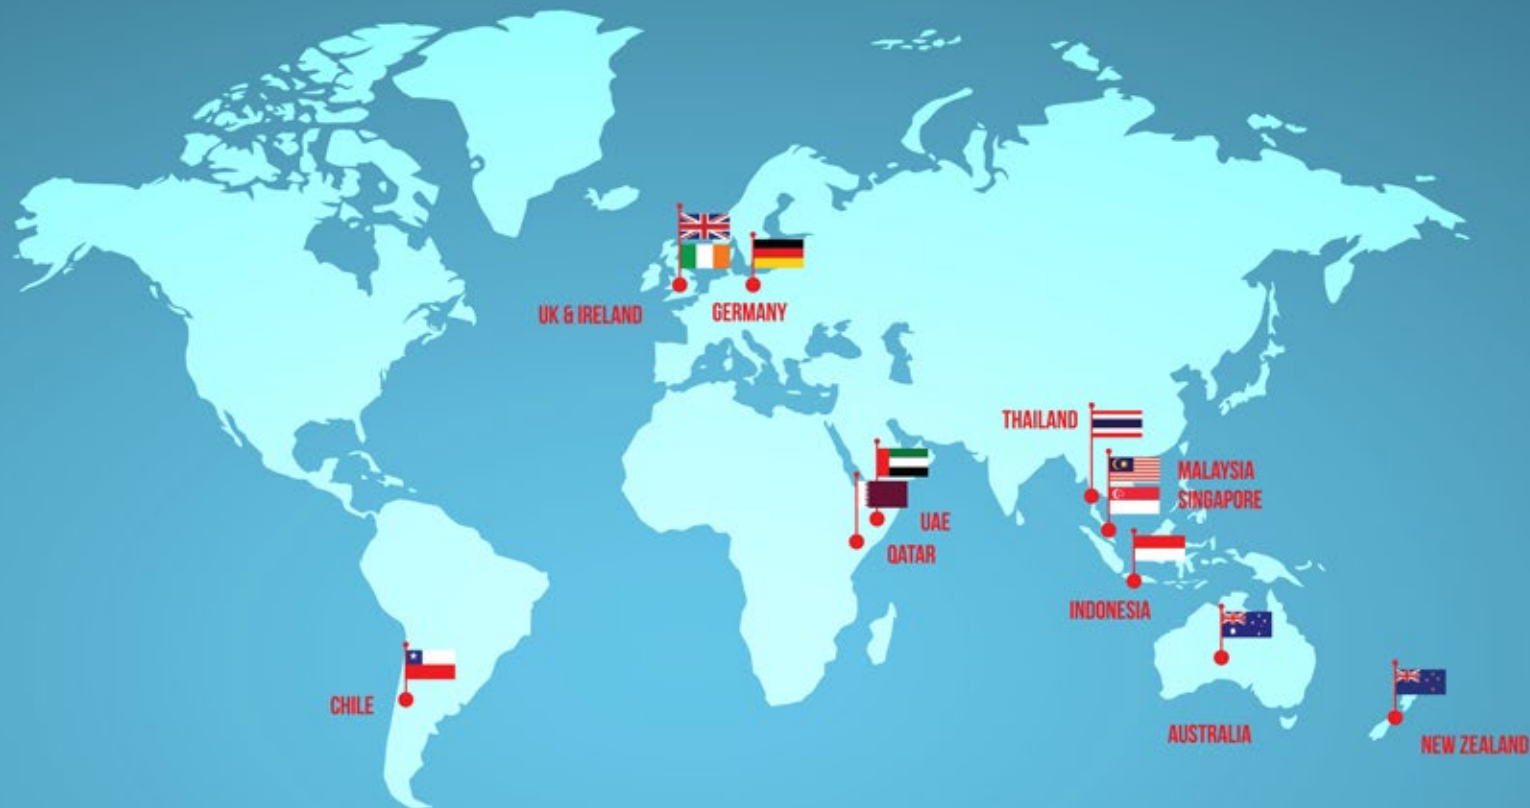 UK & IRELAND
GERMANY
THAILAND
MALAYSIA
SINGAPORE
UAE
QATAR
INDONESIA
CHILE
AUSTRALIA
NEW ZEALAND